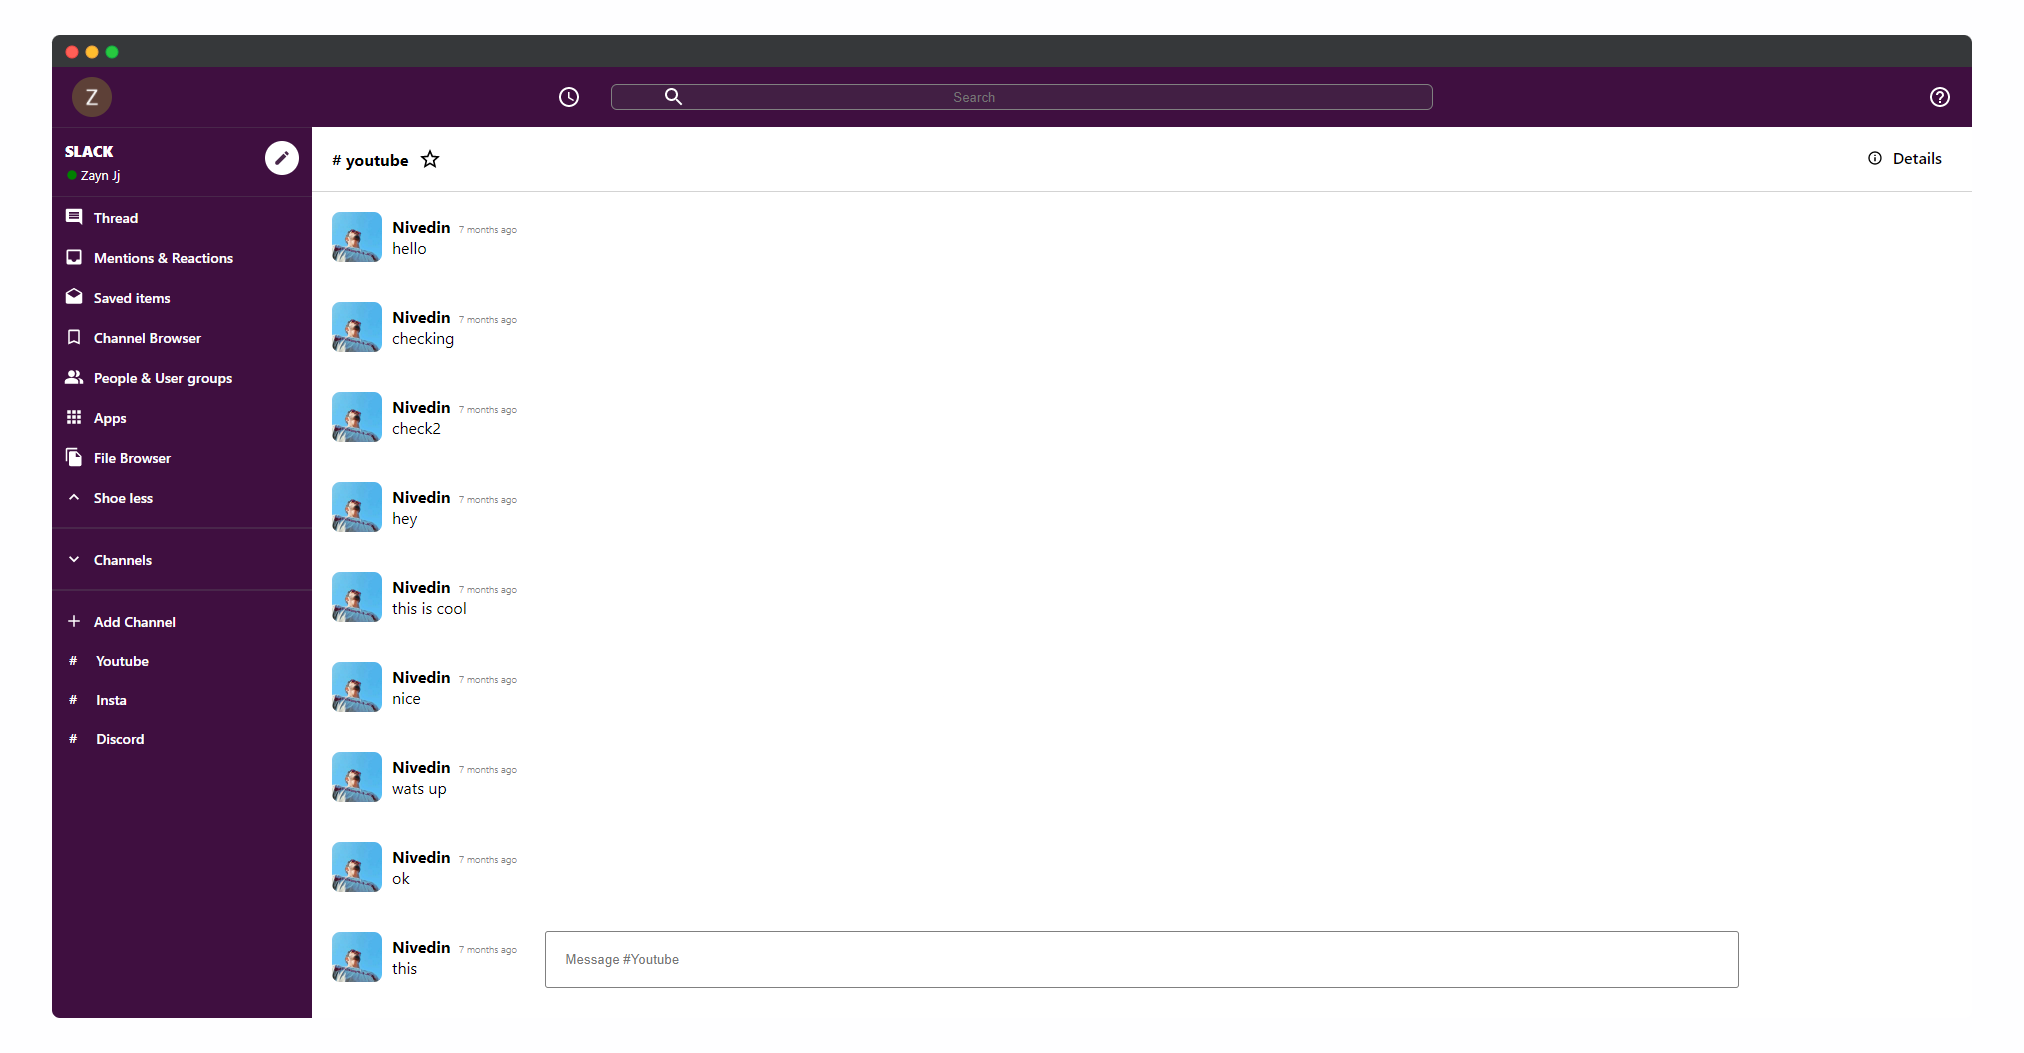 Z
Search
SLACK
Zayn Jj
Thread
Mentions & Reactions
Saved items
Channel Browser
People & User groups
Apps
File Browser
Shoe less
Channels
Add Channel
# Youtube
# Insta
# Discord
# youtube
Details
Nivedin 7 months ago
hello
Nivedin 7 months ago
checking
Nivedin 7 months ago
check2
Nivedin 7 months ago
hey
Nivedin 7 months ago
this is cool
Nivedin 7 months ago
nice
Nivedin 7 months ago
wats up
Nivedin 7 months ago
ok
Nivedin 7 months ago
this
Message #Youtube